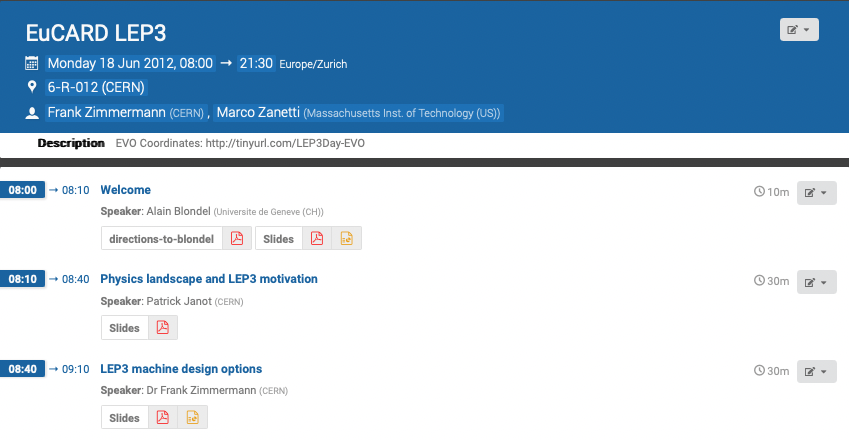 EuCARD LEP3
Monday 18 Jun 2012, 08:00 → 21:30 Europe/Zurich
6-R-012 (CERN)
Frank Zimmermann (CERN) , Marco Zanetti (Massachusetts Inst. of Technology (US))
Description EVO Coordinates: http://tinyurl.com/LEP3Day-EVO
08:00 → 08:10 Welcome 10m
Speaker: Alain Blondel (Universite de Geneve (CH))
directions-to-blondel Slides
08:10 → 08:40 Physics landscape and LEP3 motivation 30m
Speaker: Patrick Janot (CERN)
Slides
08:40 → 09:10 LEP3 machine design options 30m
Speaker: Dr Frank Zimmermann (CERN)
Slides